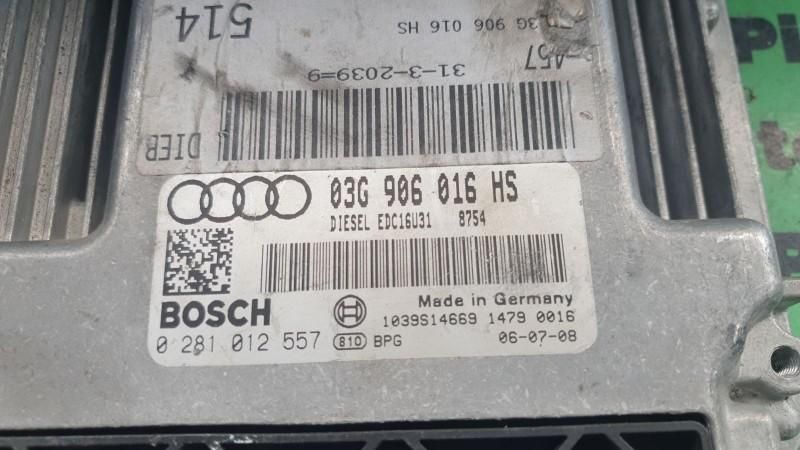 514
3G 906 016 HS
A57
31-3-2039=9
DIEB
03G 906 016 HS
DIESEL EDC16U31 8754
BOSCH
Made in Germany
1039S14669 1479 0016
0 281 012 557 810 BPG 06-07-08